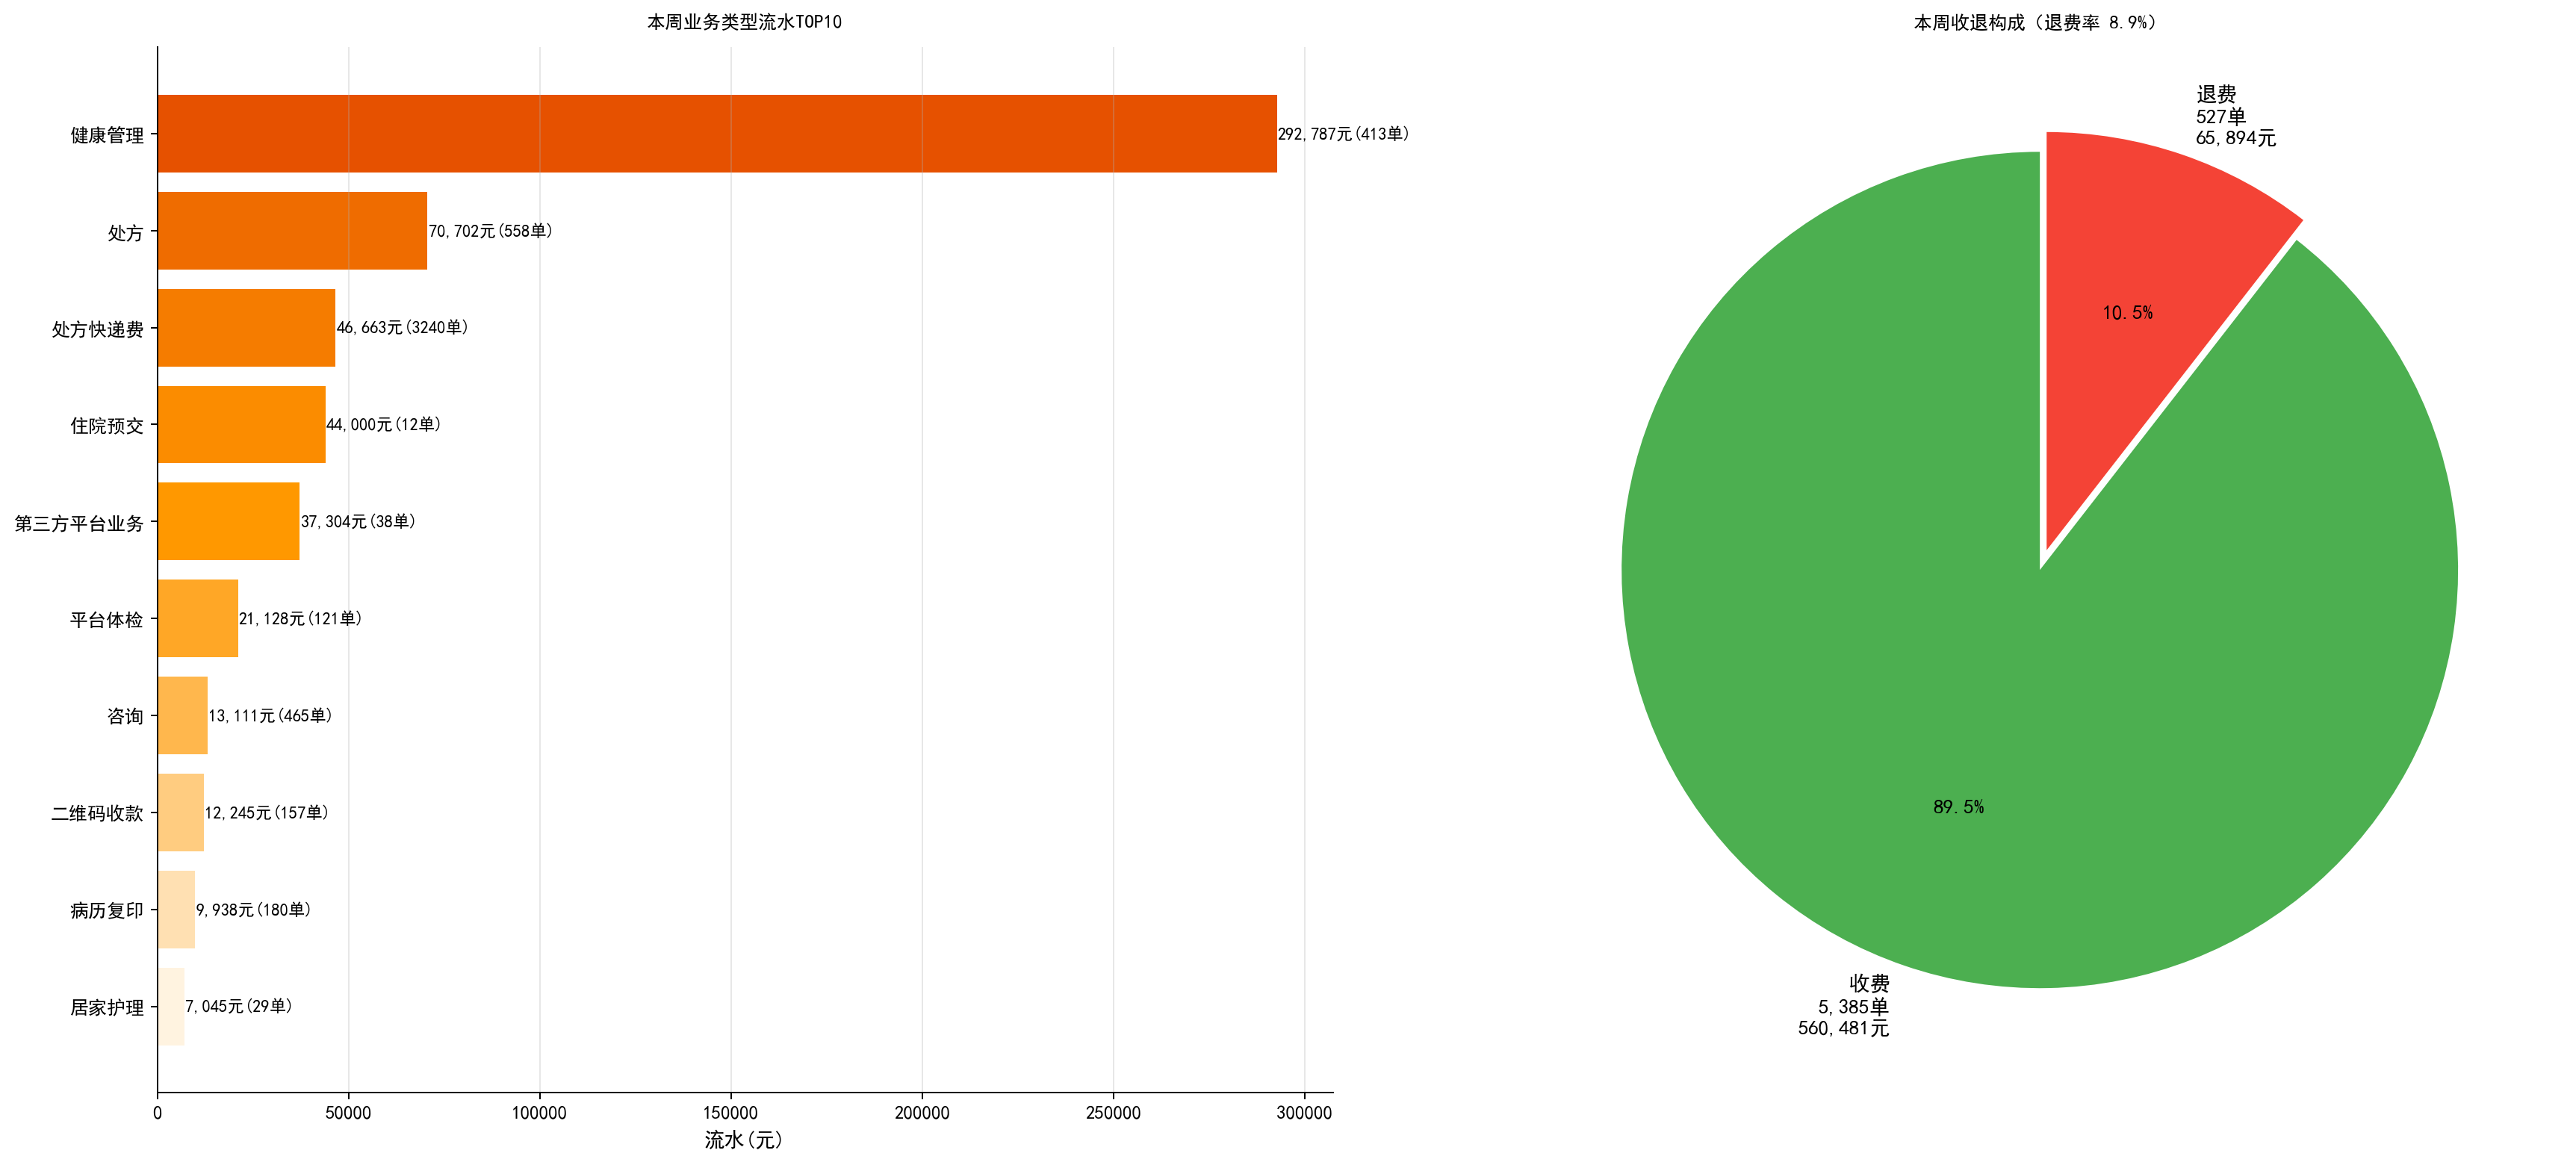 本周业务类型流水TOP10
健康管理
292,787元(413单)
处方
70,702元(558单)
处方快递费
46,663元(3240单)
住院预交
44,000元(12单)
第三方平台业务
37,304元(38单)
平台体检
21,128元(121单)
咨询
13,111元(465单)
二维码收款
12,245元(157单)
病历复印
9,938元(180单)
居家护理
7,045元(29单)
0
50000
100000
150000
200000
250000
300000
流水(元)
本周收退构成（退费率 8.9%）
退费
527单
65,894元
10.5%
89.5%
收费
5,385单
560,481元